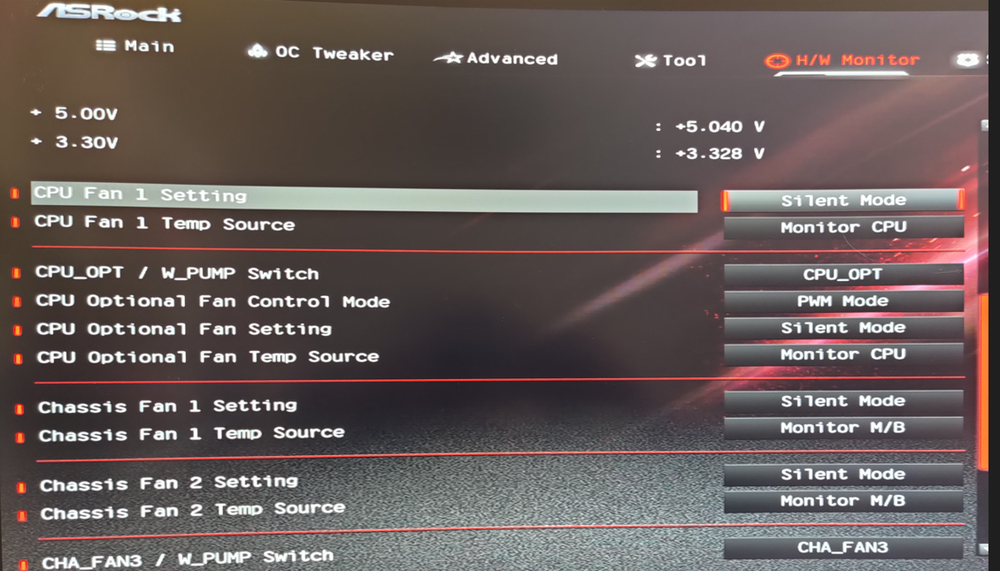 ASRock
Main OC Tweaker Advanced Tool H/W Monitor
+ 5.00V : +5.040 V
+ 3.30V : +3.328 V
CPU Fan 1 Setting Silent Mode
CPU Fan 1 Temp Source Monitor CPU
CPU_OPT / W_PUMP Switch CPU_OPT
CPU Optional Fan Control Mode PWM Mode
CPU Optional Fan Setting Silent Mode
CPU Optional Fan Temp Source Monitor CPU
Chassis Fan 1 Setting Silent Mode
Chassis Fan 1 Temp Source Monitor M/B
Chassis Fan 2 Setting Silent Mode
Chassis Fan 2 Temp Source Monitor M/B
CHA_FAN3 / W_PUMP Switch CHA_FAN3